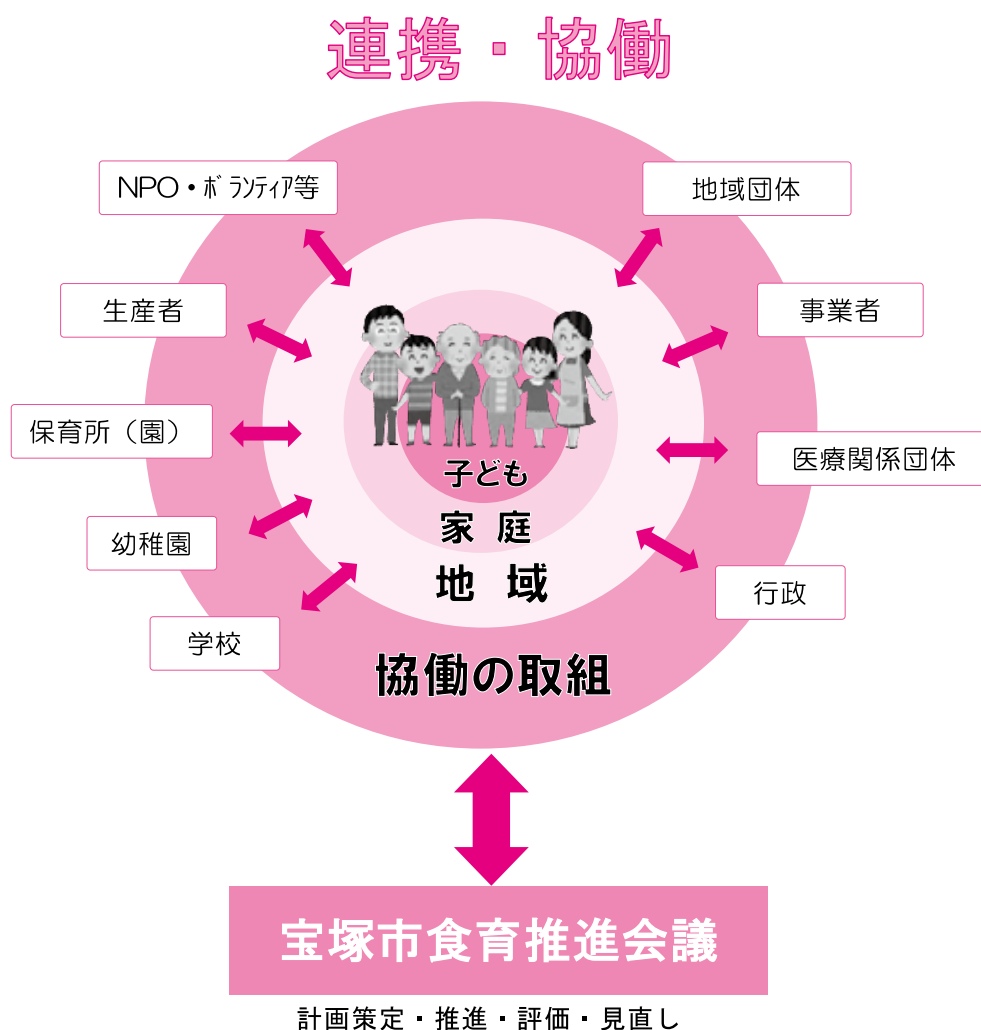 連携・協働
NPO・ボランティア等
地域団体
生産者
事業者
保育所（園）
医療関係団体
幼稚園
行政
学校
子ども
家 庭
地 域
協働の取組
宝塚市食育推進会議
計画策定・推進・評価・見直し